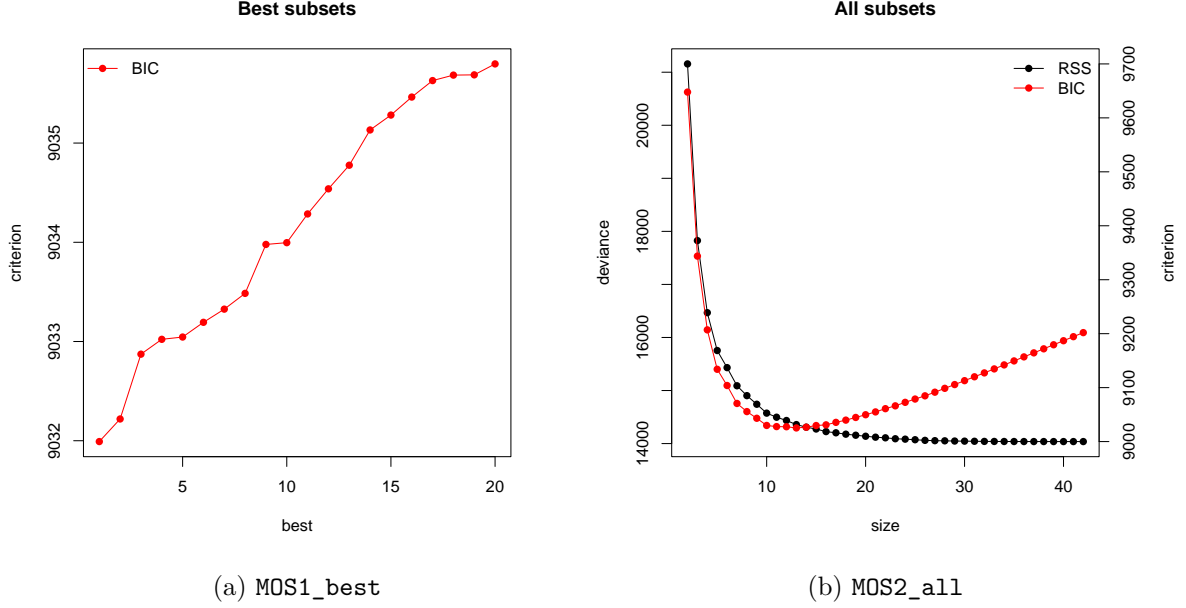 Best subsets
BIC
criterion
9032
9033
9034
9035
5
10
15
20
best
(a) MOS1_best
All subsets
RSS
BIC
deviance
14000
16000
18000
20000
criterion
9000
9100
9200
9300
9400
9500
9600
9700
10
20
30
40
size
(b) MOS2_all